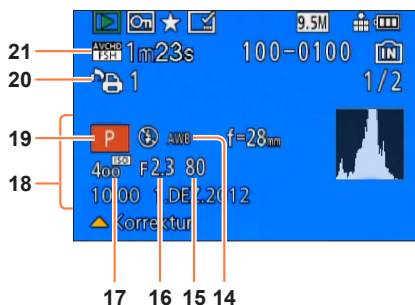 9.5M
21 AVCHD FSH 1m23s 100-0100 IN
20 1 1/2
19 P AWB f=28mm
18 400 ISO F2.3 80
10:00 1.DEZ.2012
Korrektur
17 16 15 14